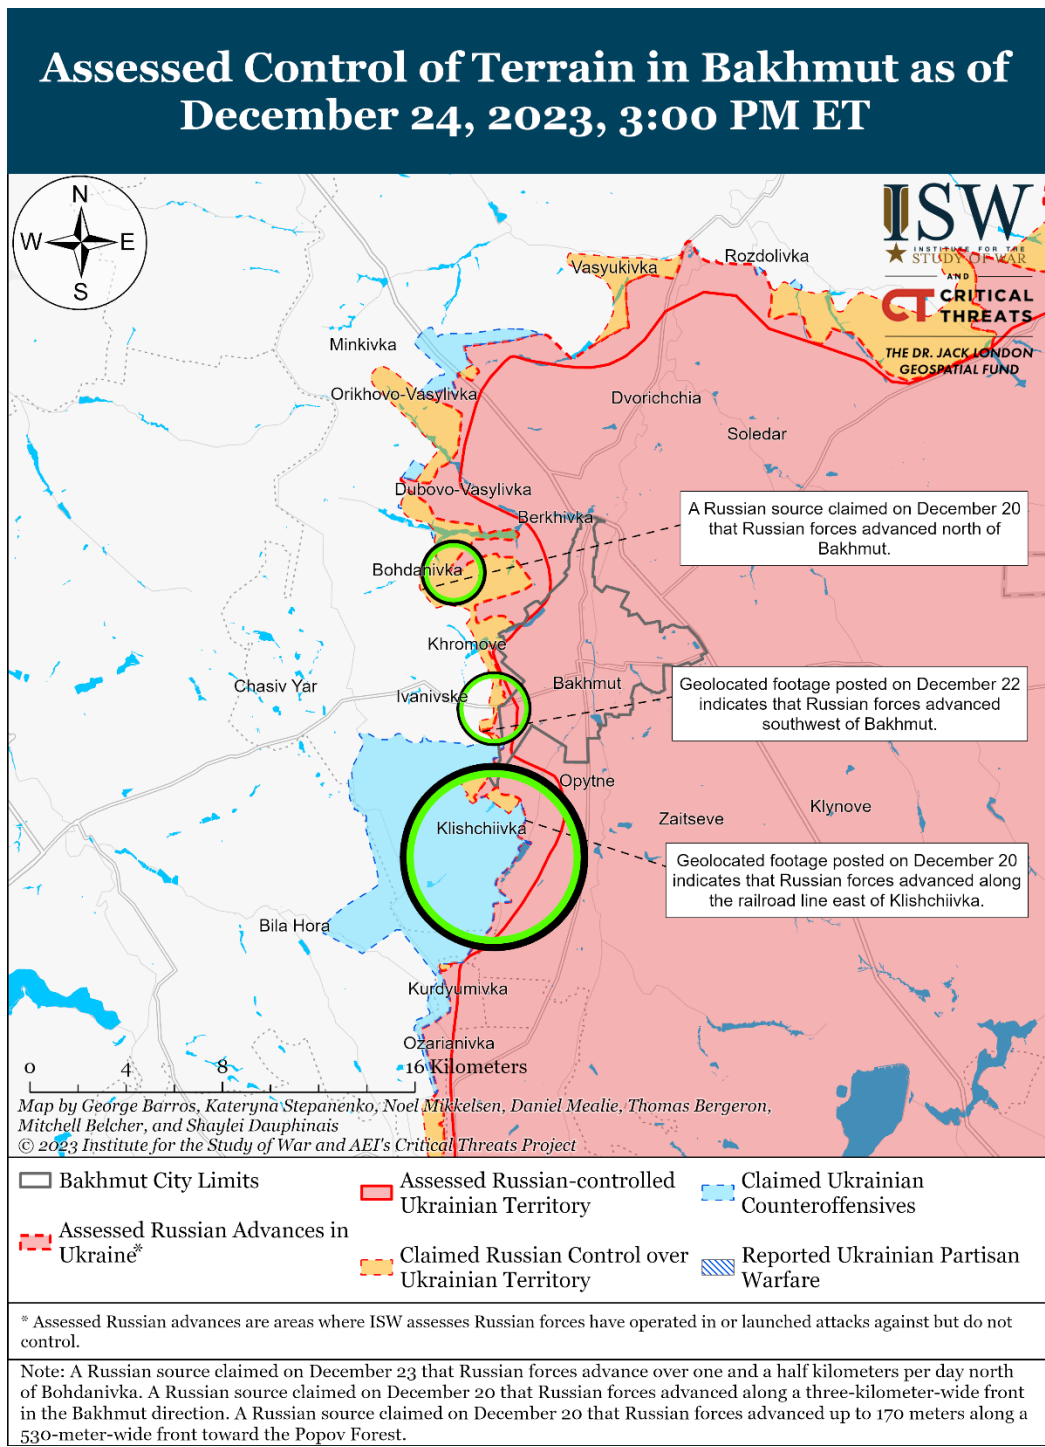 Assessed Control of Terrain in Bakhmut as of
December 24, 2023, 3:00 PM ET
N
W E
S
ISW
INSTITUTE FOR THE
STUDY OF WAR
AND
CT CRITICAL
THREATS
THE DR. JACK LONDON
GEOSPATIAL FUND
Vasyukivka
Rozdolivka
Minkivka
Orikhovo-Vasylivka
Dvorichchia
Soledar
Dubovo-Vasylivka
Berkhivka
A Russian source claimed on December 20
that Russian forces advanced north of
Bakhmut.
Bohdanivka
Khromove
Chasiv Yar
Ivanivske
Bakhmut
Geolocated footage posted on December 22
indicates that Russian forces advanced
southwest of Bakhmut.
Opytne
Klishchiivka
Zaitseve
Klynove
Geolocated footage posted on December 20
indicates that Russian forces advanced along
the railroad line east of Klishchiivka.
Bila Hora
Kurdyumivka
Ozarianivka
0 4 8 16 Kilometers
Map by George Barros, Kateryna Stepanenko, Noel Mikkelsen, Daniel Mealie, Thomas Bergeron,
Mitchell Belcher, and Shaylei Dauphinais
© 2023 Institute for the Study of War and AEI's Critical Threats Project
Bakhmut City Limits
Assessed Russian Advances in
Ukraine*
Assessed Russian-controlled
Ukrainian Territory
Claimed Russian Control over
Ukrainian Territory
Claimed Ukrainian
Counteroffensives
Reported Ukrainian Partisan
Warfare
* Assessed Russian advances are areas where ISW assesses Russian forces have operated in or launched attacks against but do not
control.
Note: A Russian source claimed on December 23 that Russian forces advance over one and a half kilometers per day north
of Bohdanivka. A Russian source claimed on December 20 that Russian forces advanced along a three-kilometer-wide front
in the Bakhmut direction. A Russian source claimed on December 20 that Russian forces advanced up to 170 meters along a
530-meter-wide front toward the Popov Forest.